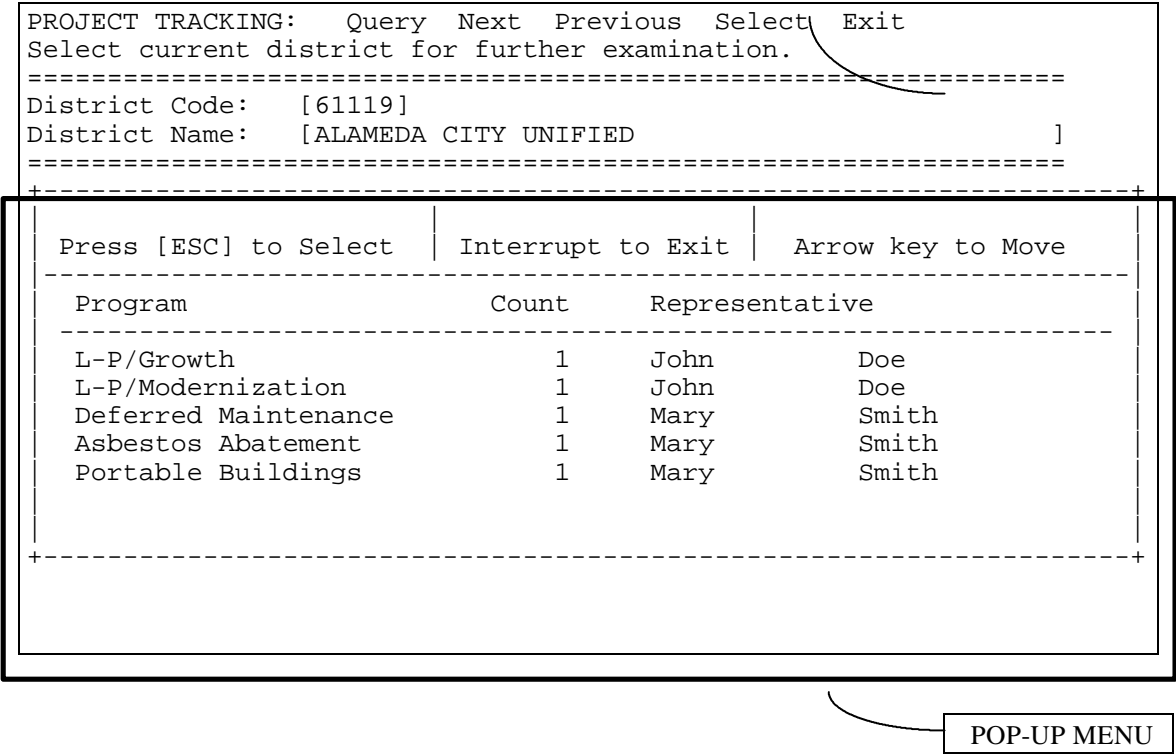 PROJECT TRACKING:   Query  Next  Previous  Select  Exit
Select current district for further examination.
=================================================================
District Code:   [61119]
District Name:   [ALAMEDA CITY UNIFIED                          ]
=================================================================
+--------------------------------------------------------------------+
| Press [ESC] to Select  | Interrupt to Exit |  Arrow key to Move    |
|--------------------------------------------------------------------|
|  Program                   Count     Representative                |
| ------------------------------------------------------------------ |
|  L-P/Growth                    1     John         Doe              |
|  L-P/Modernization             1     John         Doe              |
|  Deferred Maintenance          1     Mary         Smith            |
|  Asbestos Abatement            1     Mary         Smith            |
|  Portable Buildings            1     Mary         Smith            |
+--------------------------------------------------------------------+
POP-UP MENU